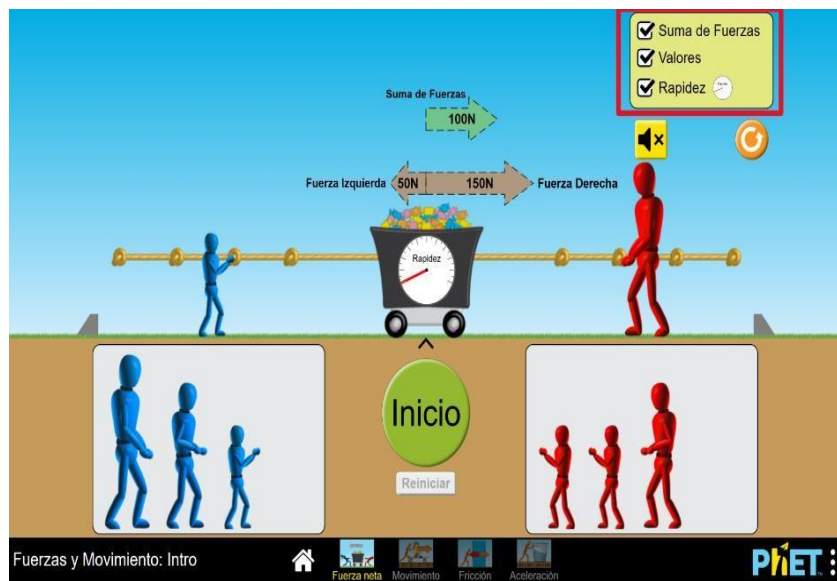 Suma de Fuerzas
Valores
Rapidez
Suma de Fuerzas
100N
Fuerza Izquierda
50N
150N
Fuerza Derecha
Rapidez
Inicio
Reiniciar
Fuerzas y Movimiento: Intro
Fuerza neta
Movimiento
Fricción
Aceleración
PhET